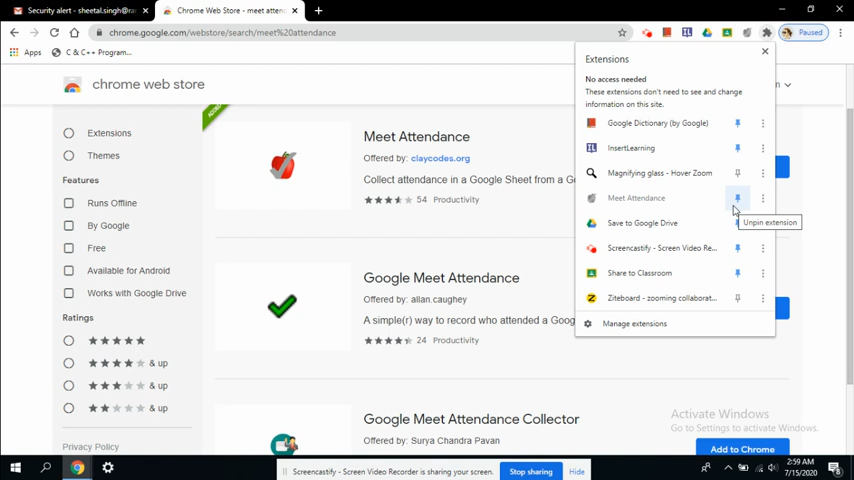 Security alert - sheetal.singh@ra
Chrome Web Store - meet attend
chrome.google.com/webstore/search/meet%20attendance
Paused
Apps
C & C++ Program...
chrome web store
Extensions
Themes
Features
Runs Offline
By Google
Free
Available for Android
Works with Google Drive
Ratings
& up
& up
& up
Privacy Policy
Meet Attendance
Offered by: claycodes.org
Collect attendance in a Google Sheet from a G
54 Productivity
Google Meet Attendance
Offered by: allan.caughey
A simple(r) way to record who attended a Goog
24 Productivity
Google Meet Attendance Collector
Offered by: Surya Chandra Pavan
Add to Chrome
Extensions
No access needed
These extensions don't need to see and change
information on this site.
Google Dictionary (by Google)
InsertLearning
Magnifying glass - Hover Zoom
Meet Attendance
Unpin extension
Save to Google Drive
Screencastify - Screen Video Re...
Share to Classroom
Ziteboard - zooming collaborat...
Manage extensions
Activate Windows
Go to Settings to activate Windows.
Screencastify - Screen Video Recorder is sharing your screen.
Stop sharing
Hide
2:59 AM
7/15/2020